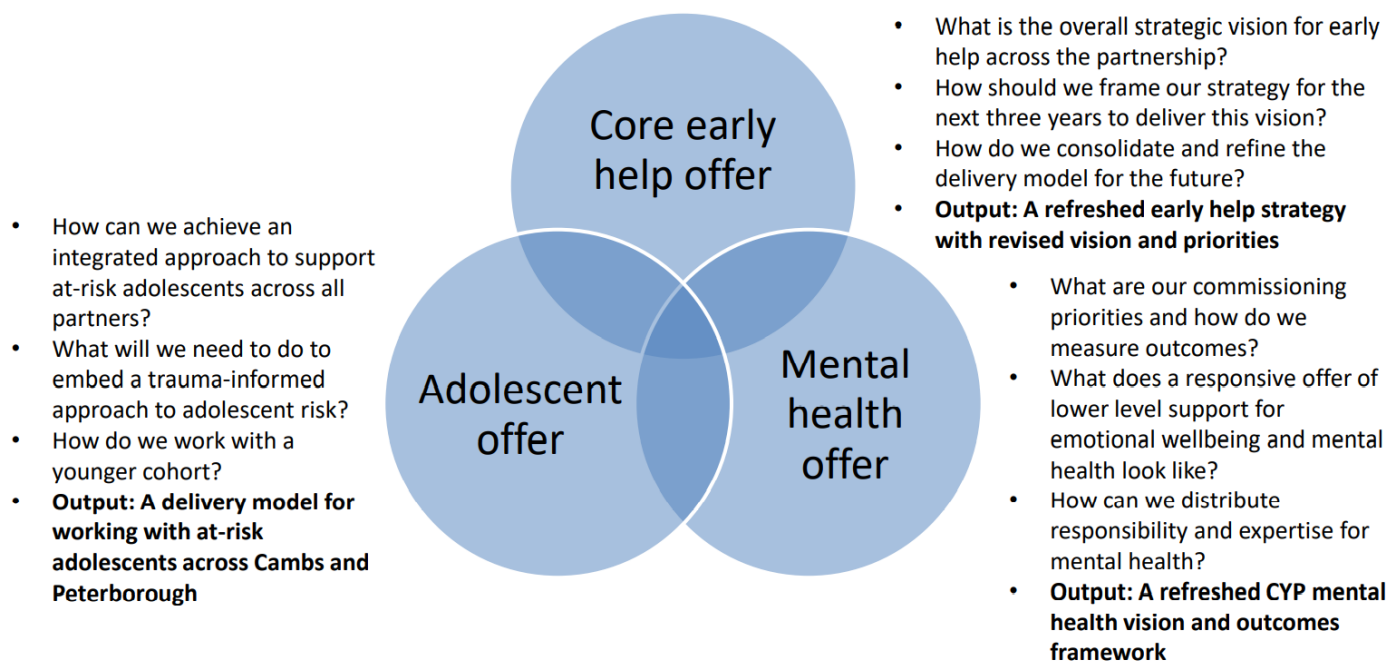 Core early
help offer
• What is the overall strategic vision for early
help across the partnership?
• How should we frame our strategy for the
next three years to deliver this vision?
• How do we consolidate and refine the
delivery model for the future?
• Output: A refreshed early help strategy
with revised vision and priorities
• How can we achieve an
integrated approach to support
at-risk adolescents across all
partners?
• What will we need to do to
embed a trauma-informed
approach to adolescent risk?
• How do we work with a
younger cohort?
• Output: A delivery model for
working with at-risk
adolescents across Cambs and
Peterborough
Adolescent
offer
Mental
health
offer
• What are our commissioning
priorities and how do we
measure outcomes?
• What does a responsive offer of
lower level support for
emotional wellbeing and mental
health look like?
• How can we distribute
responsibility and expertise for
mental health?
• Output: A refreshed CYP mental
health vision and outcomes
framework